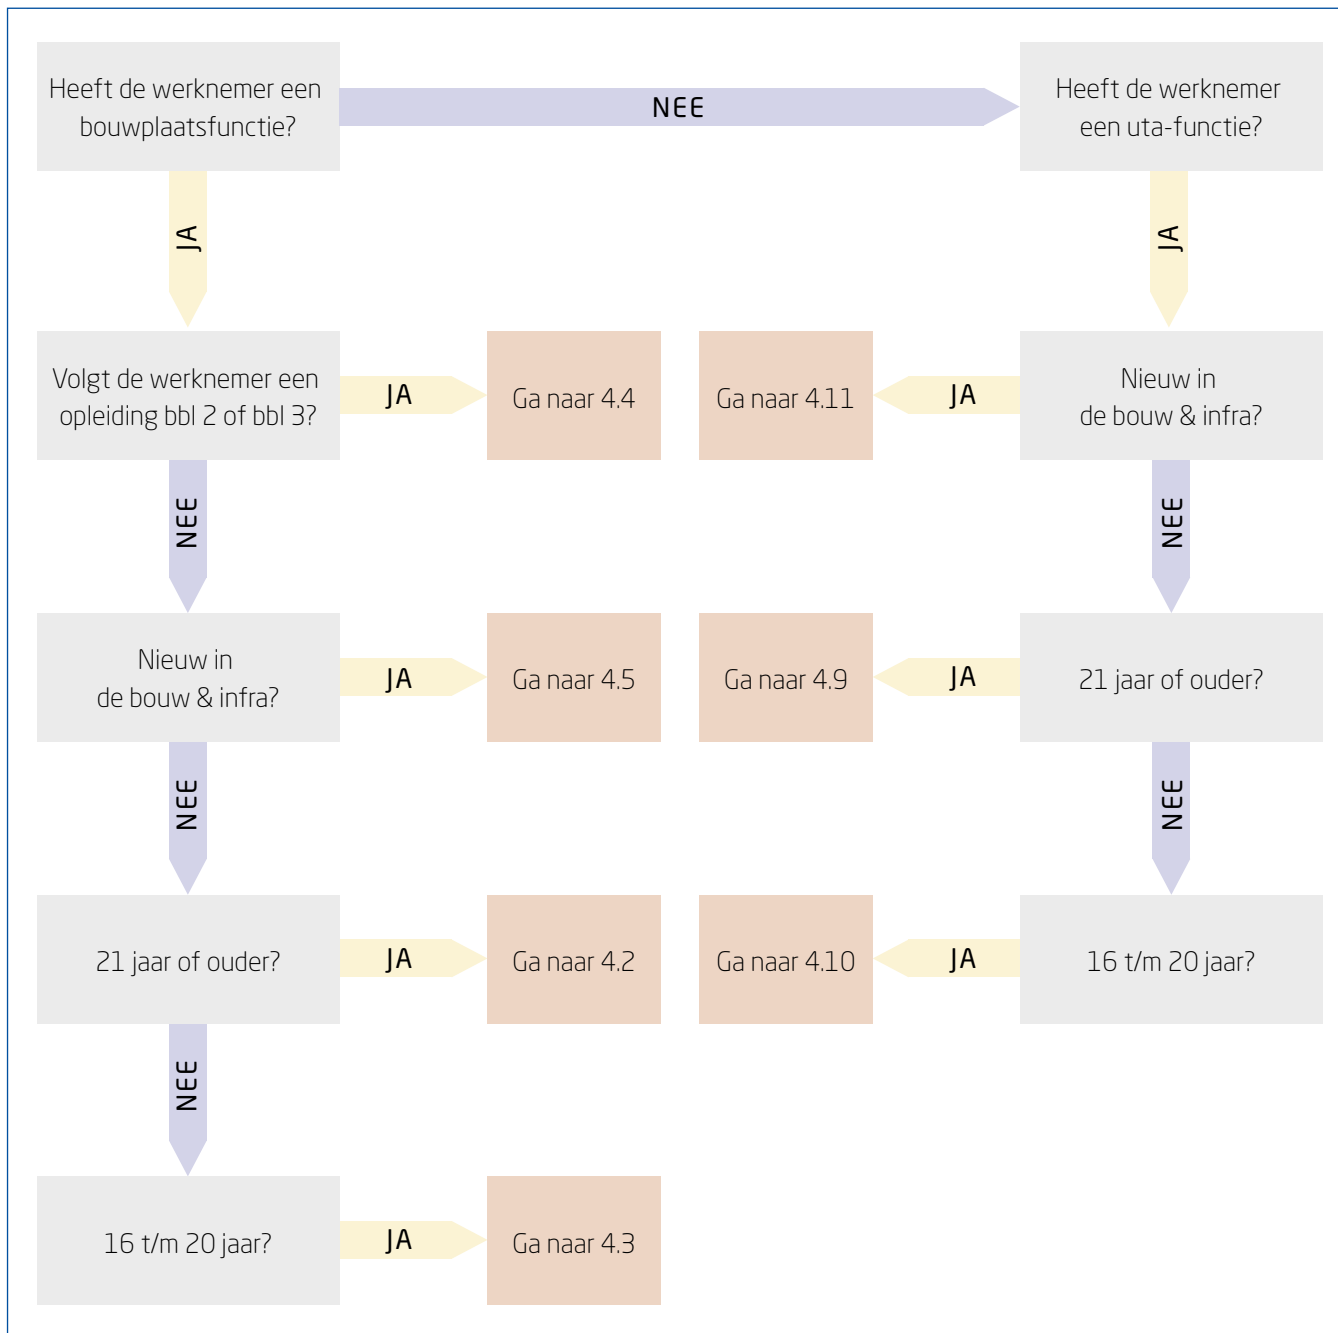 Heeft de werknemer een
bouwplaatsfunctie?
NEE
Heeft de werknemer
een uta-functie?
JA
JA
Volgt de werknemer een
opleiding bbl 2 of bbl 3?
JA
Ga naar 4.4
Ga naar 4.11
JA
Nieuw in
de bouw & infra?
NEE
NEE
Nieuw in
de bouw & infra?
JA
Ga naar 4.5
Ga naar 4.9
JA
21 jaar of ouder?
NEE
NEE
21 jaar of ouder?
JA
Ga naar 4.2
Ga naar 4.10
JA
16 t/m 20 jaar?
NEE
16 t/m 20 jaar?
JA
Ga naar 4.3